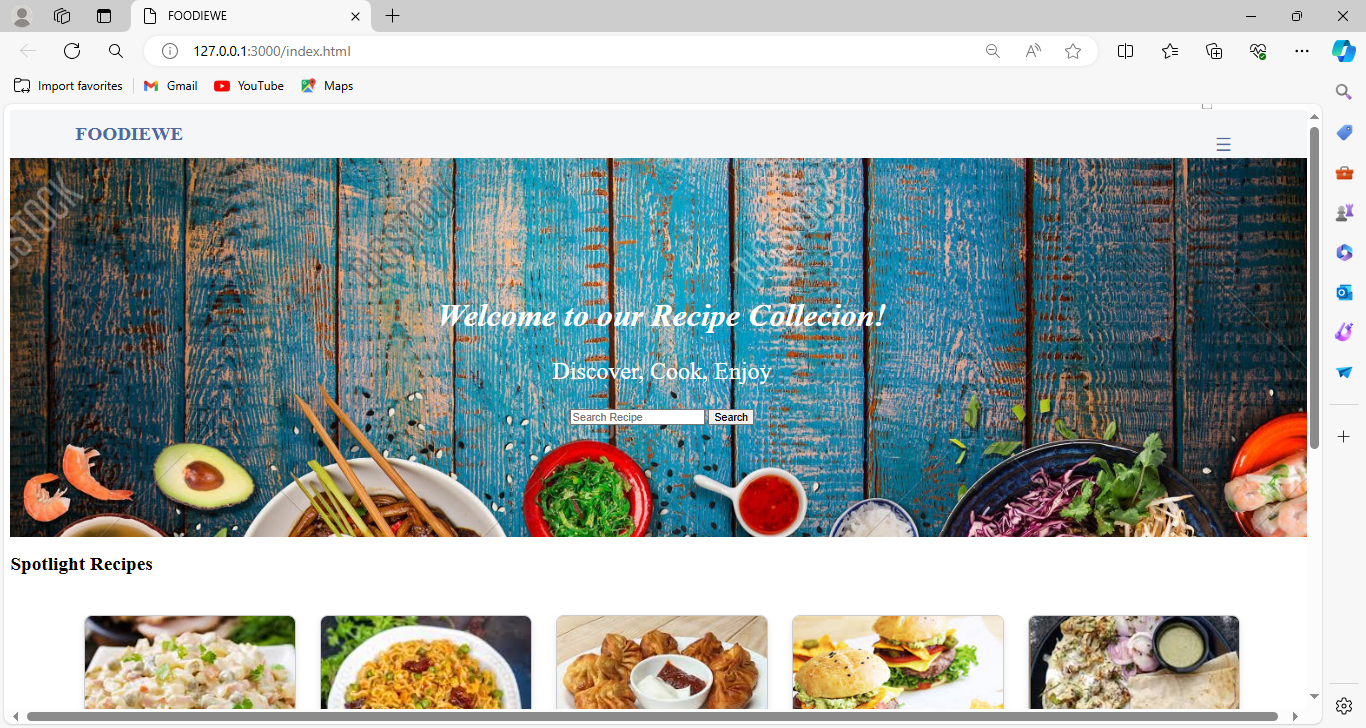 FOODIEWE
127.0.0.1:3000/index.html
Import favorites Gmail YouTube Maps
FOODIEWE
Welcome to our Recipe Collecion!
Discover, Cook, Enjoy
Search Recipe Search
Spotlight Recipes